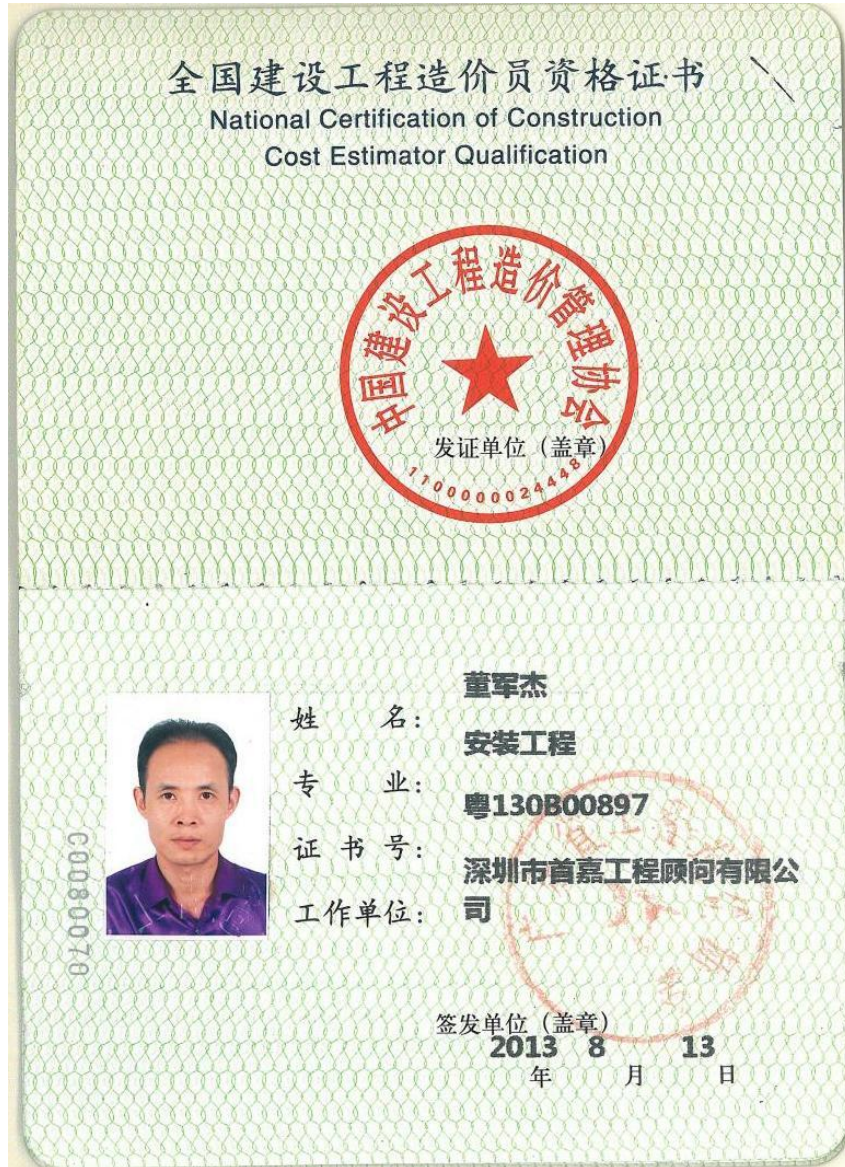 全国建设工程造价员资格证书
National Certification of Construction
Cost Estimator Qualification
中国建设工程造价管理协会
发证单位（盖章）
1100000024448
姓 名：
董军杰
专 业：
安装工程
证 书 号：
粤130B00897
工作单位：
深圳市首嘉工程顾问有限公
司
C0080070
签发单位（盖章）
2013 8 13
年 月 日